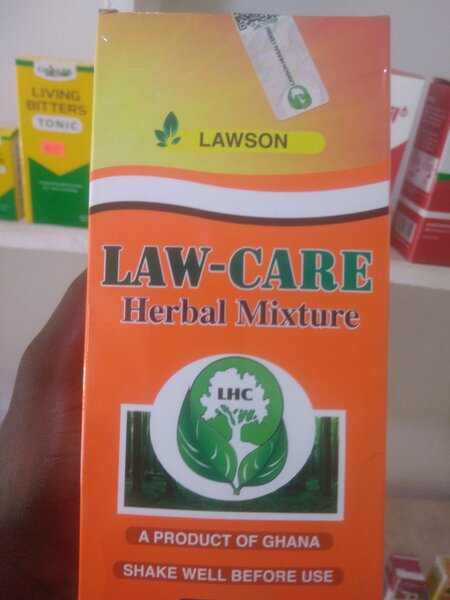 LIVING
BITTERS
TONIC
LAWSON
LAW-CARE
Herbal Mixture
LHC
A PRODUCT OF GHANA
SHAKE WELL BEFORE USE